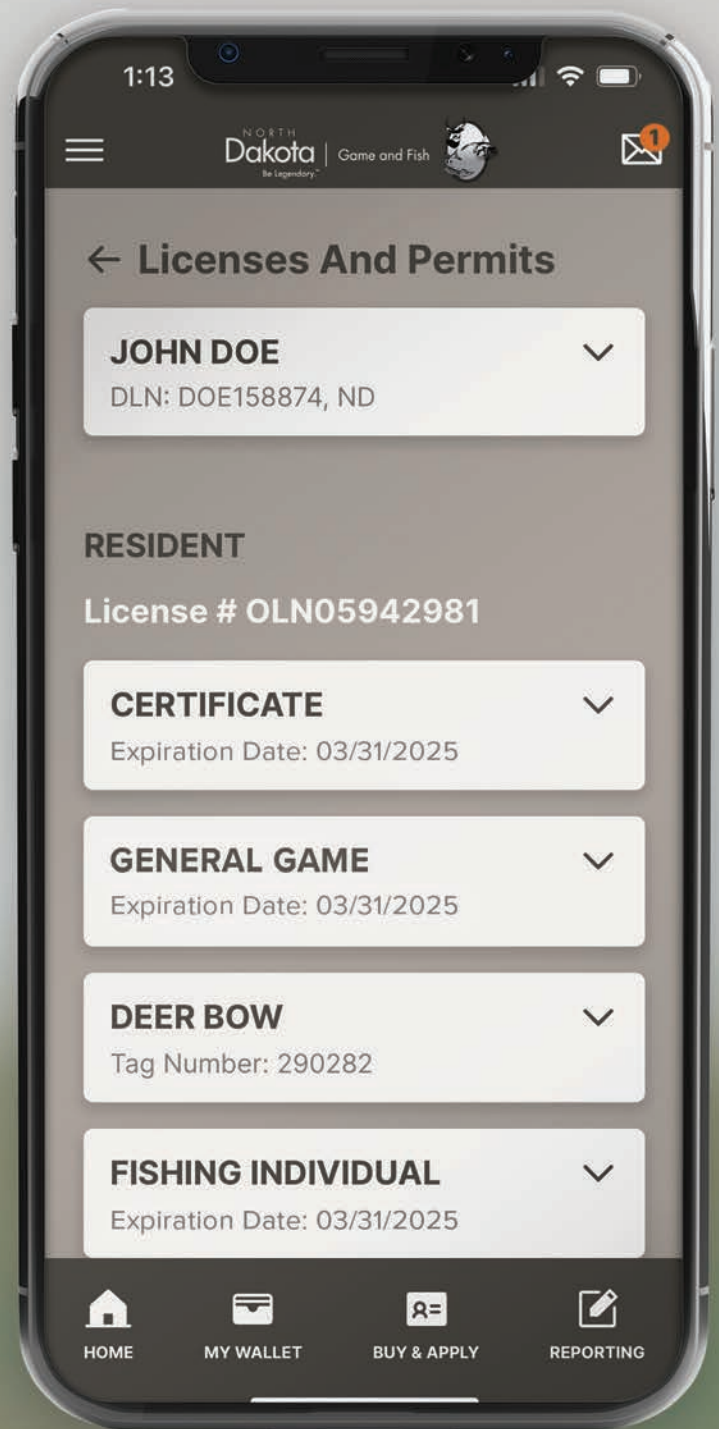 1:13
NORTH
Dakota
Be Legendary.™
Game and Fish
1
Licenses And Permits
JOHN DOE
DLN: DOE158874, ND
RESIDENT
License # OLN05942981
CERTIFICATE
Expiration Date: 03/31/2025
GENERAL GAME
Expiration Date: 03/31/2025
DEER BOW
Tag Number: 290282
FISHING INDIVIDUAL
Expiration Date: 03/31/2025
HOME MY WALLET BUY & APPLY REPORTING